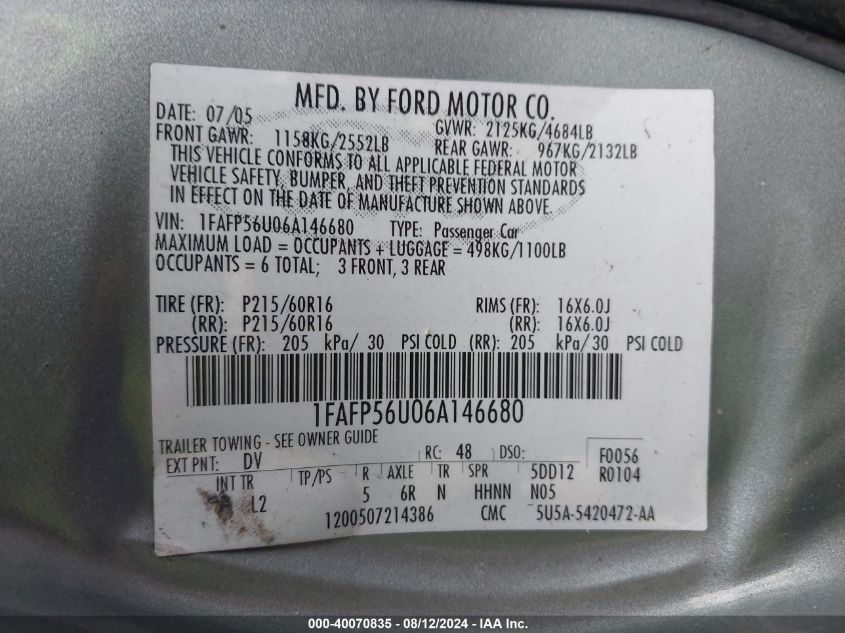 MFD. BY FORD MOTOR CO.
DATE: 07/05 GVWR: 2125KG/4684LB
FRONT GAWR: 1158KG/2552LB REAR GAWR: 967KG/2132LB
THIS VEHICLE CONFORMS TO ALL APPLICABLE FEDERAL MOTOR
VEHICLE SAFETY, BUMPER, AND THEFT PREVENTION STANDARDS
IN EFFECT ON THE DATE OF MANUFACTURE SHOWN ABOVE.
VIN: 1FAFP56U06A146680 TYPE: Passenger Car
MAXIMUM LOAD = OCCUPANTS + LUGGAGE = 498KG/1100LB
OCCUPANTS = 6 TOTAL; 3 FRONT, 3 REAR
TIRE (FR): P215/60R16 RIMS (FR): 16X6.0J
(RR): P215/60R16 (RR): 16X6.0J
PRESSURE (FR): 205 kPa/ 30 PSI COLD (RR): 205 kPa/30 PSI COLD
1FAFP56U06A146680
TRAILER TOWING - SEE OWNER GUIDE
EXT PNT: DV RC: 48 DSO: F0056
INT TR TP/PS R AXLE TR SPR 5DD12 R0104
L2 5 6R N HHNN N05
1200507214386 CMC 5U5A-5420472-AA
000-40070835 - 08/12/2024 - IAA Inc.